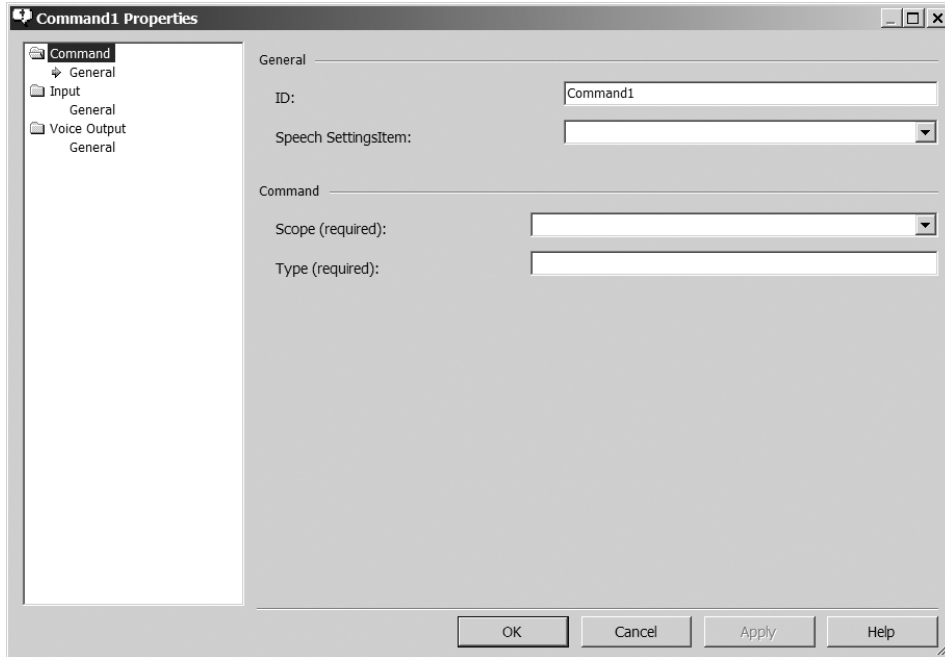 Command1 Properties
Command
General
Input
General
Voice Output
General
General
ID:
Command1
Speech SettingsItem:
Command
Scope (required):
Type (required):
OK
Cancel
Apply
Help